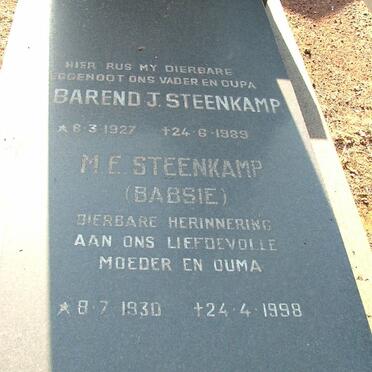 HIER RUS MY DIERBARE
EGGENOOT ONS VADER EN OUPA
BAREND J. STEENKAMP
*6·3·1927 †24·6·1989
M.E. STEENKAMP
(BABSIE)
DIERBARE HERINNERING
AAN ONS LIEFDEVOLLE
MOEDER EN OUMA
*8·7·1930 †24·4·1998